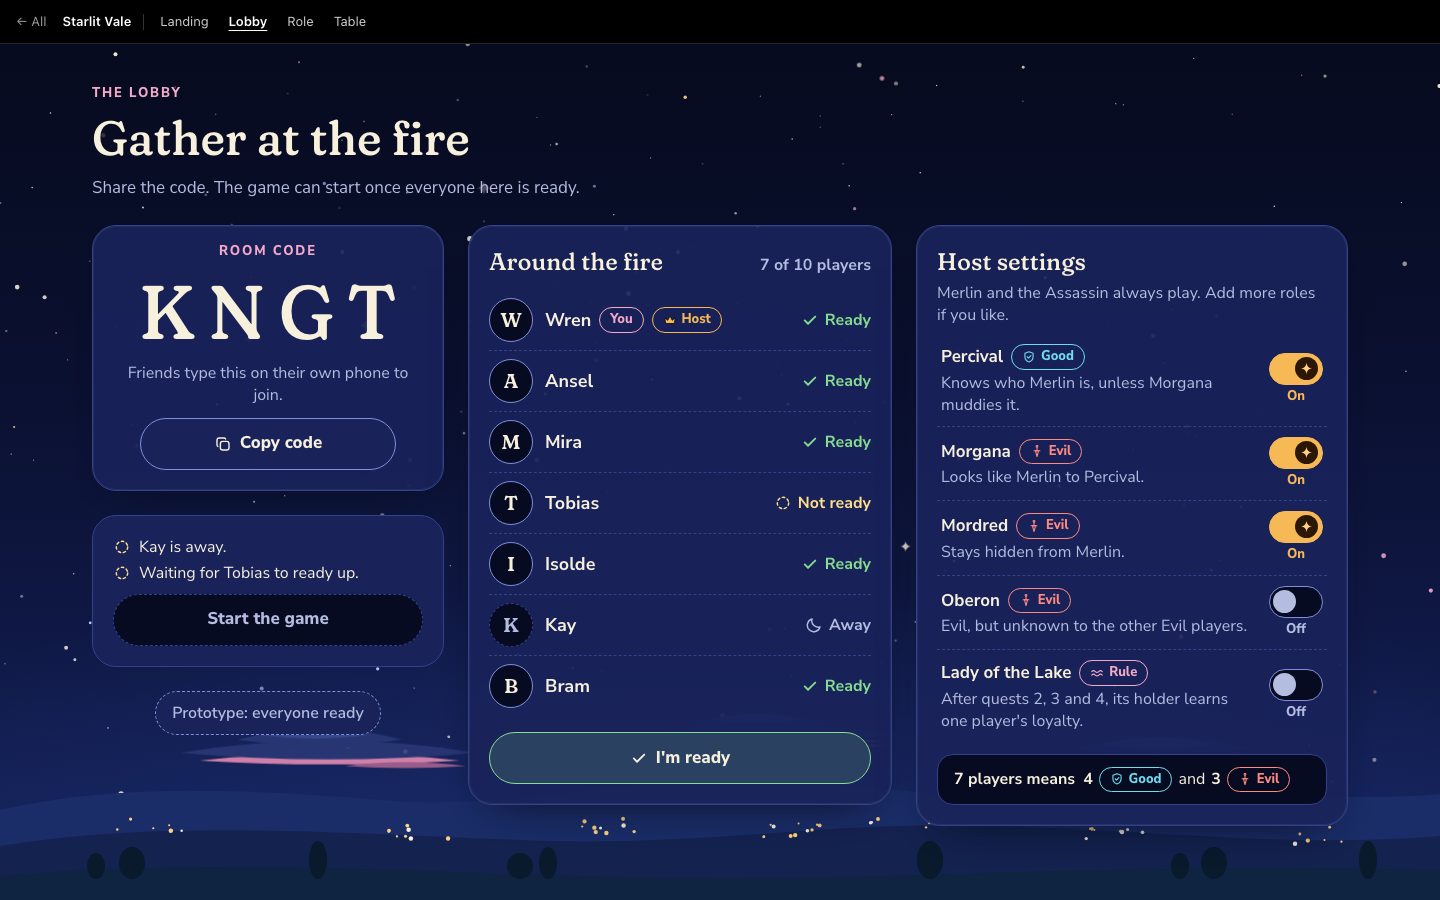 ← All Starlit Vale Landing Lobby Role Table
THE LOBBY
Gather at the fire
Share the code. The game can start once everyone here is ready.
ROOM CODE
KNGT
Friends type this on their own phone to
join.
Copy code
Kay is away.
Waiting for Tobias to ready up.
Start the game
Prototype: everyone ready
Around the fire 7 of 10 players
W Wren You Host Ready
A Ansel Ready
M Mira Ready
T Tobias Not ready
I Isolde Ready
K Kay Away
B Bram Ready
I'm ready
Host settings
Merlin and the Assassin always play. Add more roles
if you like.
Percival Good
Knows who Merlin is, unless Morgana
muddies it.
On
Morgana Evil
Looks like Merlin to Percival.
On
Mordred Evil
Stays hidden from Merlin.
On
Oberon Evil
Evil, but unknown to the other Evil players.
Off
Lady of the Lake Rule
After quests 2, 3 and 4, its holder learns
one player's loyalty.
Off
7 players means 4 Good and 3 Evil